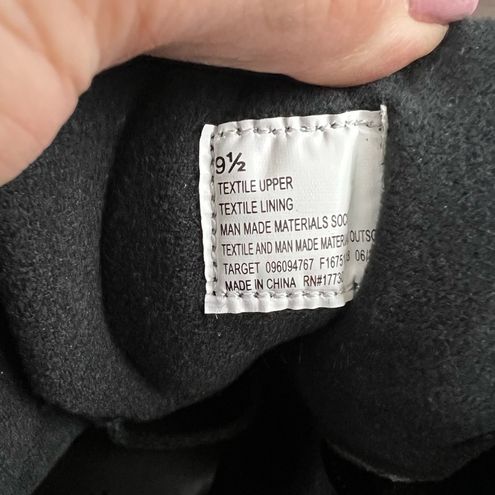 9½
TEXTILE UPPER
TEXTILE LINING
MAN MADE MATERIALS
TEXTILE AND MAN MADE
TARGET 096094767
MADE IN CHINA